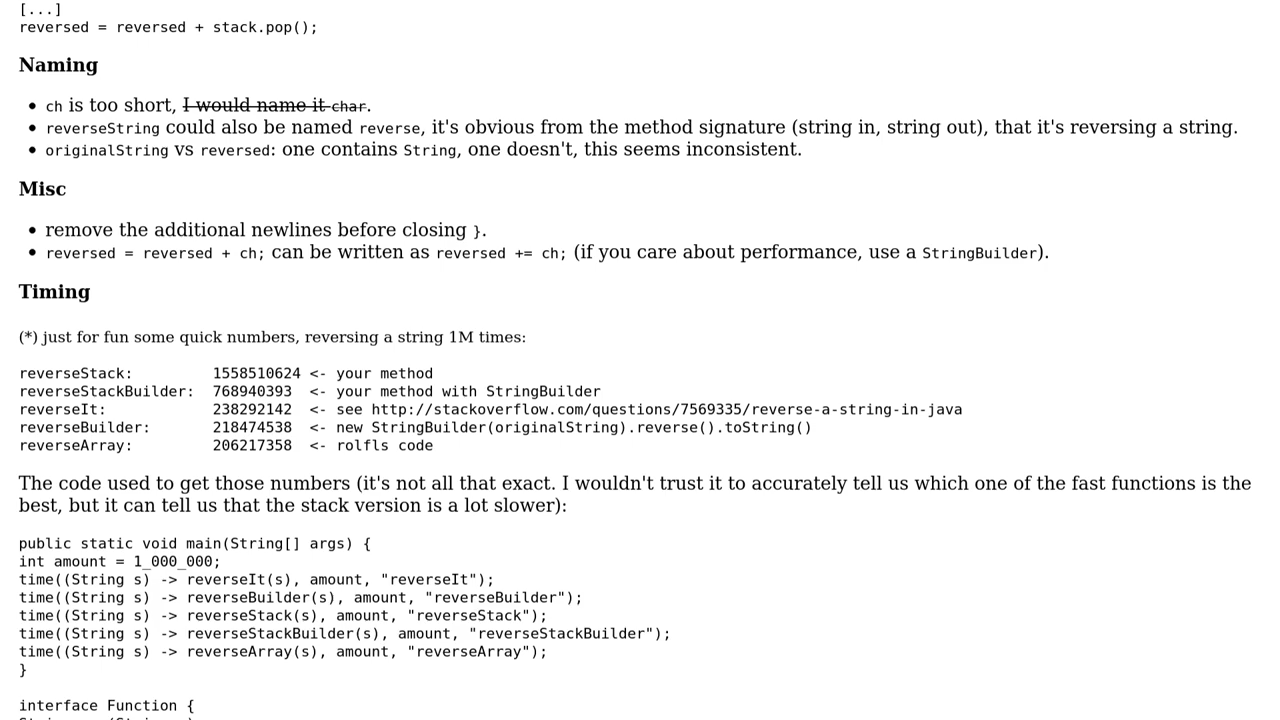 [...]
reversed = reversed + stack.pop();
Naming
ch is too short, I would name it char.
reverseString could also be named reverse, it's obvious from the method signature (string in, string out), that it's reversing a string.
originalString vs reversed: one contains String, one doesn't, this seems inconsistent.
Misc
remove the additional newlines before closing }.
reversed = reversed + ch; can be written as reversed += ch; (if you care about performance, use a StringBuilder).
Timing
(*) just for fun some quick numbers, reversing a string 1M times:
reverseStack:         1558510624 <- your method
reverseStackBuilder:  768940393  <- your method with StringBuilder
reverseIt:            238292142  <- see http://stackoverflow.com/questions/7569335/reverse-a-string-in-java
reverseBuilder:       218474538  <- new StringBuilder(originalString).reverse().toString()
reverseArray:         206217358  <- rolfls code
The code used to get those numbers (it's not all that exact. I wouldn't trust it to accurately tell us which one of the fast functions is the
best, but it can tell us that the stack version is a lot slower):
public static void main(String[] args) {
int amount = 1_000_000;
time((String s) -> reverseIt(s), amount, "reverseIt");
time((String s) -> reverseBuilder(s), amount, "reverseBuilder");
time((String s) -> reverseStack(s), amount, "reverseStack");
time((String s) -> reverseStackBuilder(s), amount, "reverseStackBuilder");
time((String s) -> reverseArray(s), amount, "reverseArray");
}
interface Function {